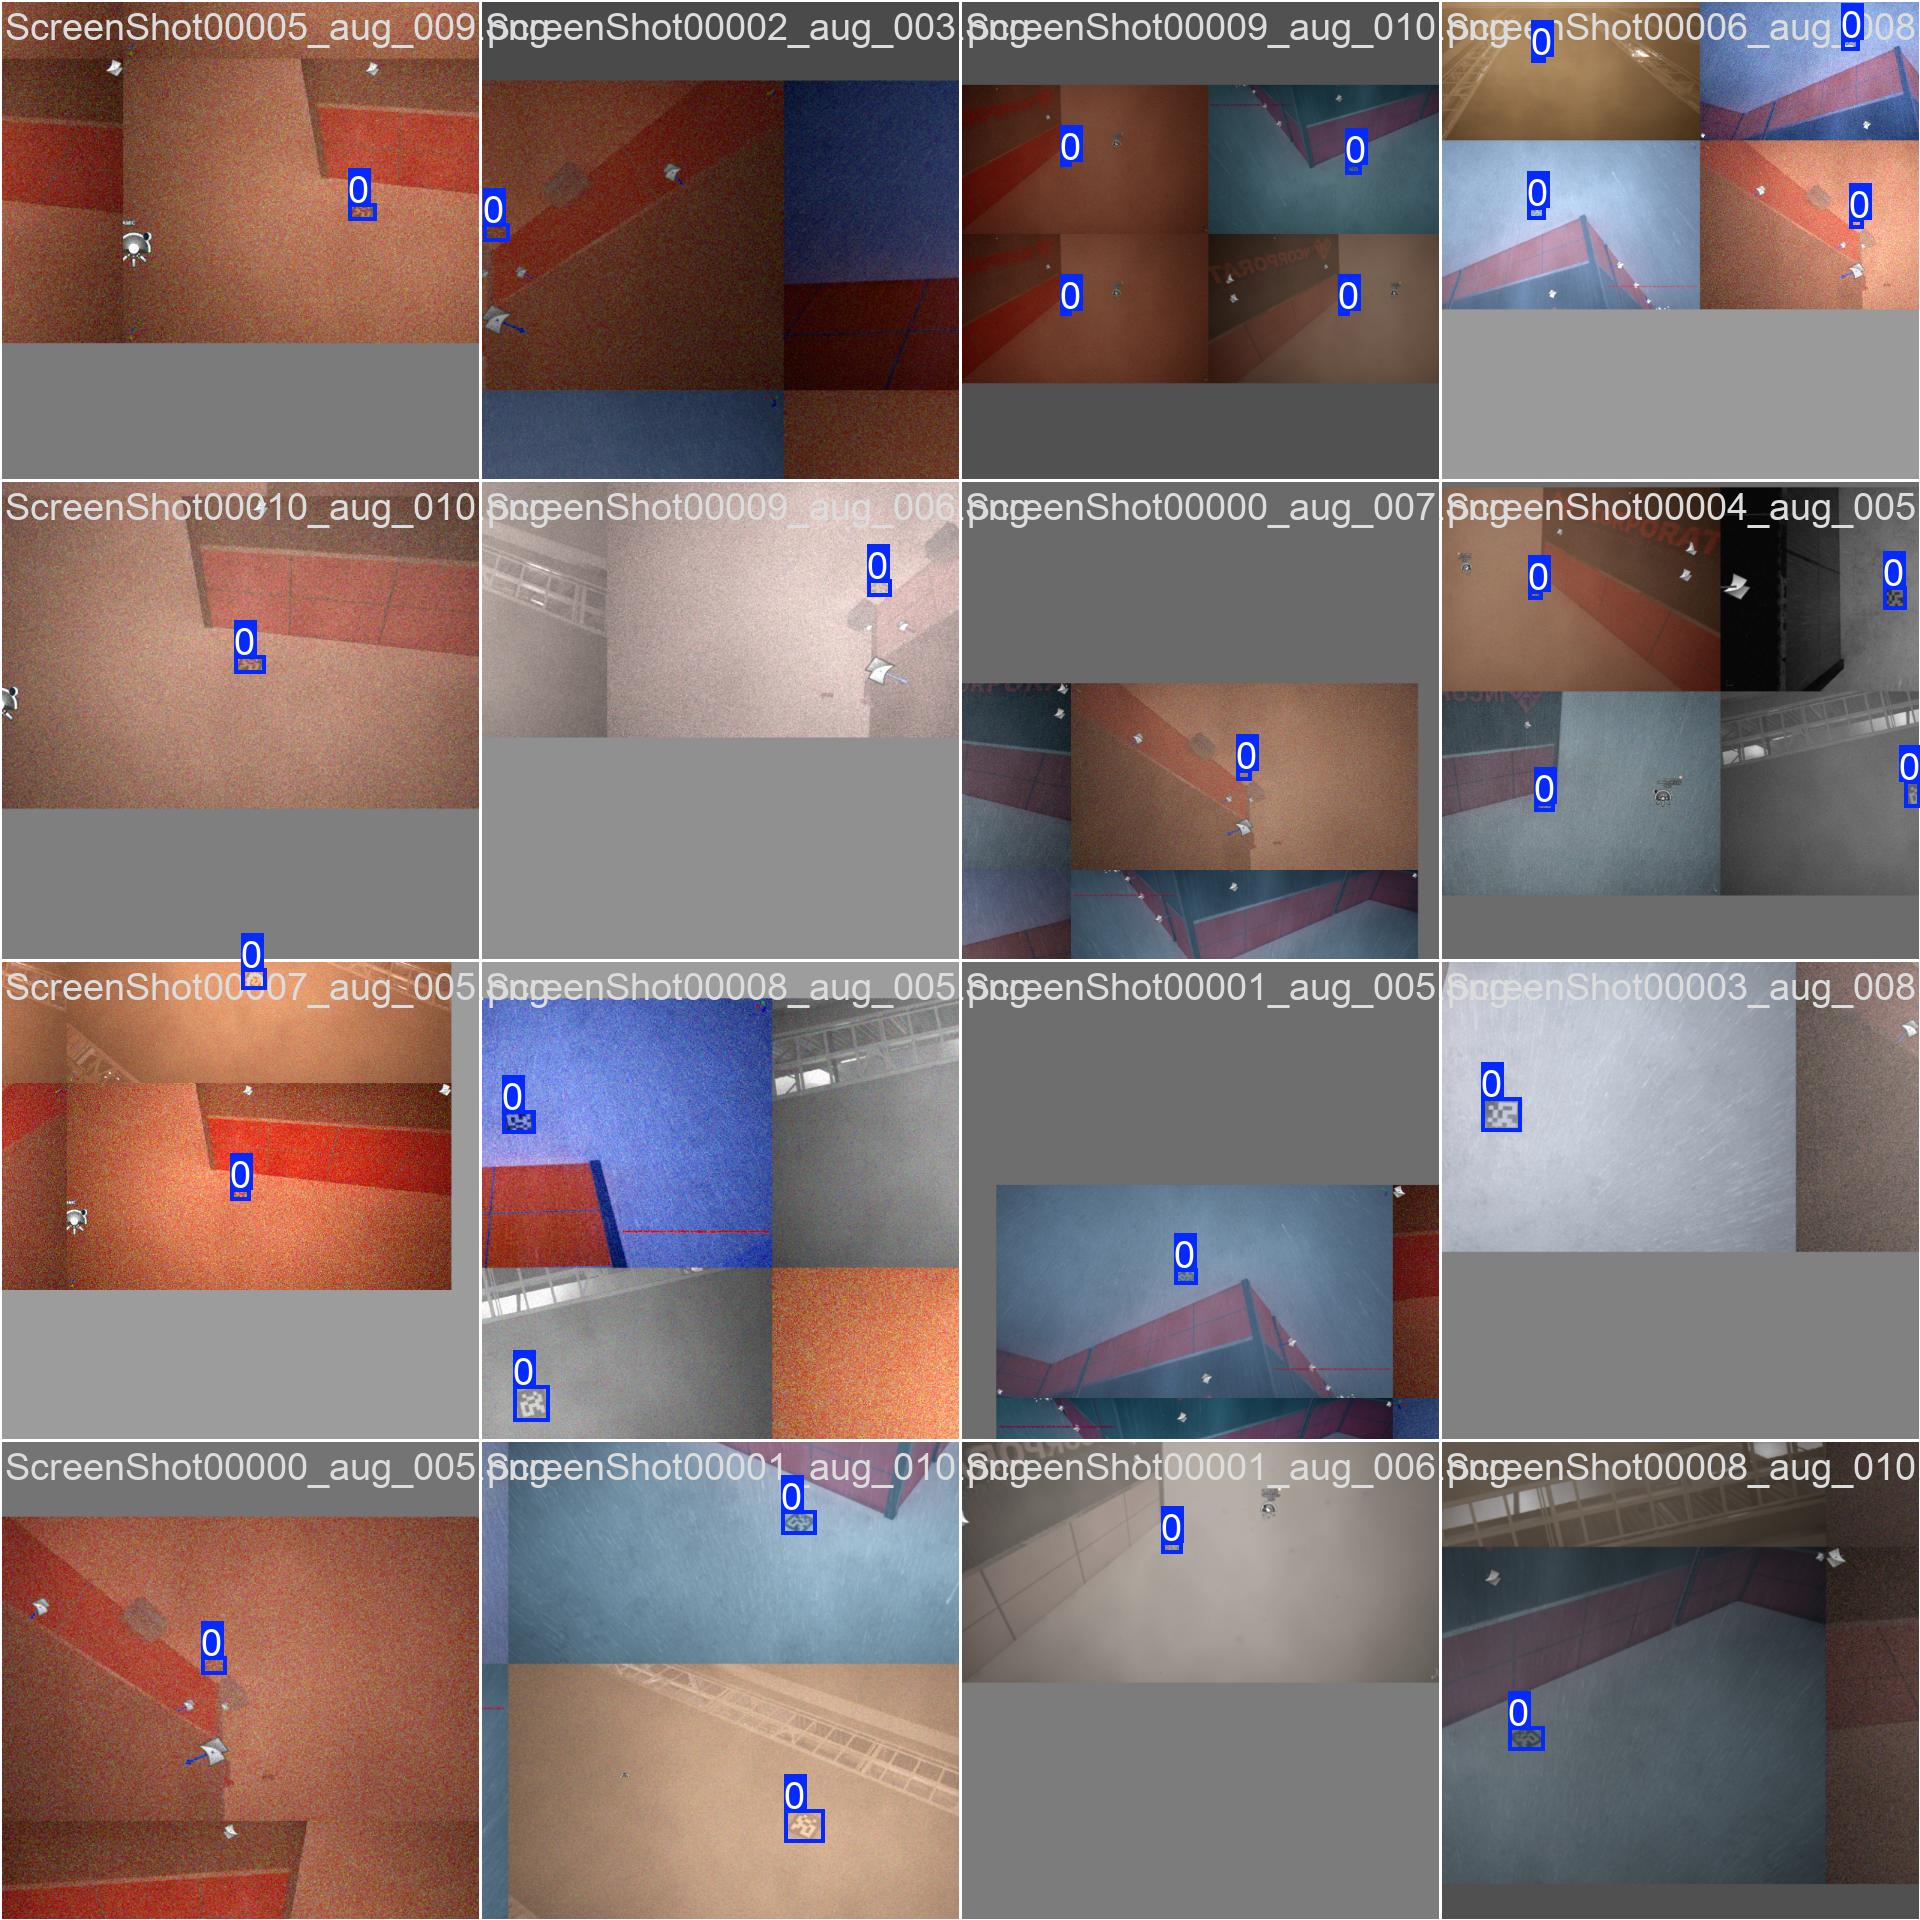 ScreenShot00005_aug_009.png
ScreenShot00002_aug_003.png
ScreenShot00009_aug_010.png
ScreenShot00006_aug_008
0
0
0
0
0
0
0
0
0
0
ScreenShot00010_aug_010.png
ScreenShot00009_aug_006.png
ScreenShot00000_aug_007.png
ScreenShot00004_aug_005
0
0
0
0
0
0
0
ScreenShot00007_aug_005.png
ScreenShot00008_aug_005.png
ScreenShot00001_aug_005.png
ScreenShot00003_aug_008
0
0
0
0
0
0
ScreenShot00000_aug_005.png
ScreenShot00001_aug_010.png
ScreenShot00001_aug_006.png
ScreenShot00008_aug_010
0
0
0
0
0